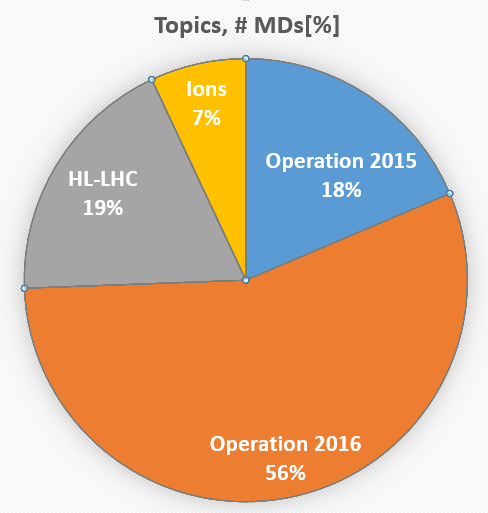 Topics, # MDs[%]
Ions
7%
Operation 2015
18%
HL-LHC
19%
Operation 2016
56%